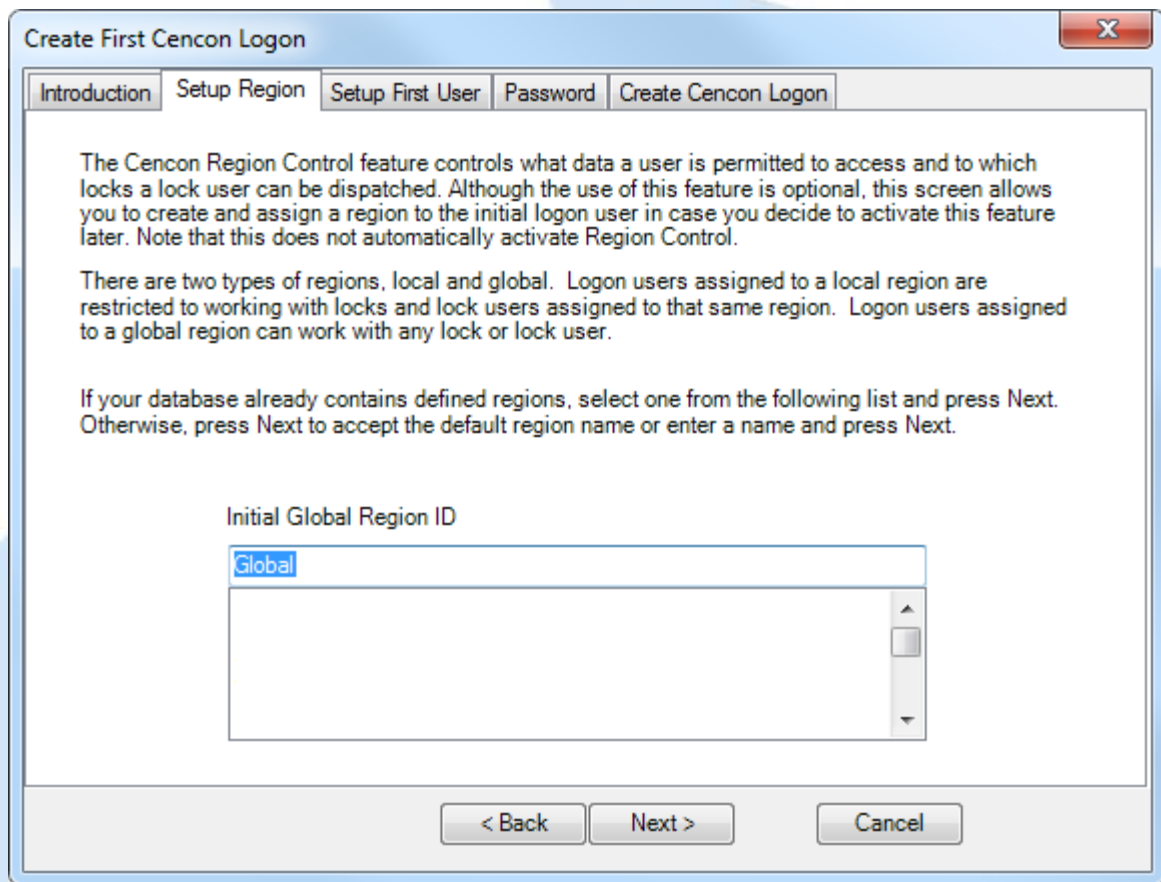 Create First Cencon Logon
Introduction
Setup Region
Setup First User
Password
Create Cencon Logon
The Cencon Region Control feature controls what data a user is permitted to access and to which
locks a lock user can be dispatched. Although the use of this feature is optional, this screen allows
you to create and assign a region to the initial logon user in case you decide to activate this feature
later. Note that this does not automatically activate Region Control.
There are two types of regions, local and global.  Logon users assigned to a local region are
restricted to working with locks and lock users assigned to that same region.  Logon users assigned
to a global region can work with any lock or lock user.
If your database already contains defined regions, select one from the following list and press Next.
Otherwise, press Next to accept the default region name or enter a name and press Next.
Initial Global Region ID
Global
< Back
Next >
Cancel